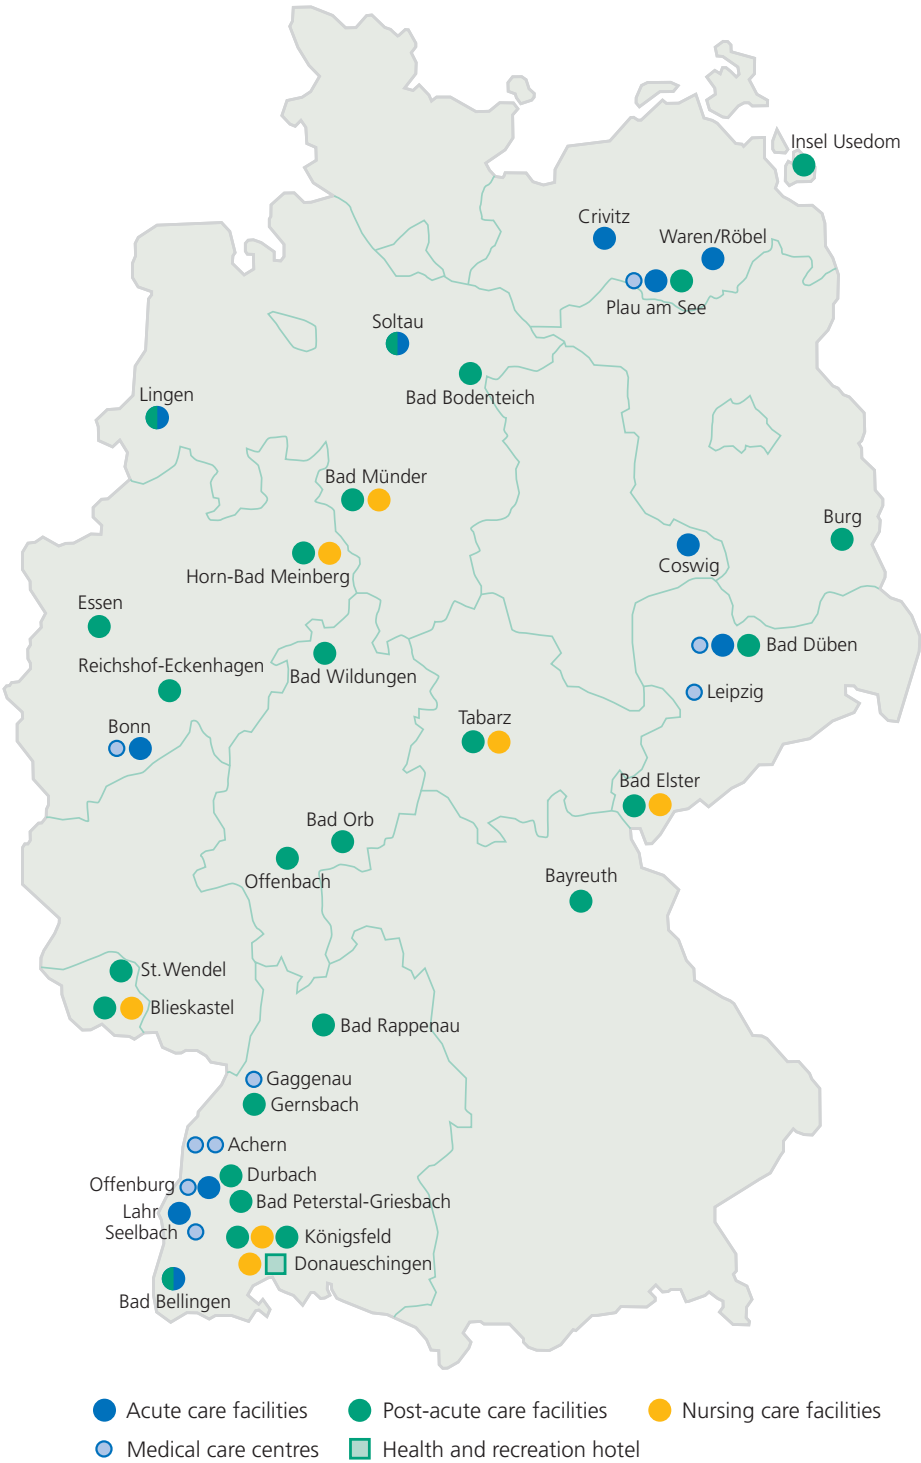 Insel Usedom
Crivitz
Waren/Röbel
Plau am See
Soltau
Bad Bodenteich
Lingen
Bad Münder
Burg
Coswig
Horn-Bad Meinberg
Essen
Bad Düben
Reichshof-Eckenhagen
Bad Wildungen
Leipzig
Tabarz
Bonn
Bad Elster
Bad Orb
Offenbach
Bayreuth
St. Wendel
Blieskastel
Bad Rappenau
Gaggenau
Gernsbach
Achern
Durbach
Offenburg
Bad Peterstal-Griesbach
Lahr
Seelbach
Königsfeld
Donaueschingen
Bad Bellingen
Acute care facilities
Post-acute care facilities
Nursing care facilities
Medical care centres
Health and recreation hotel